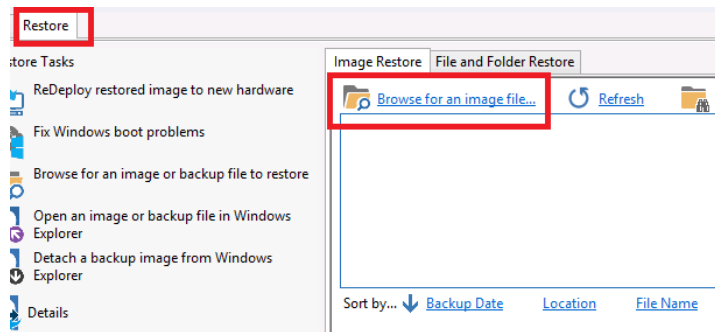 Restore
store Tasks
ReDeploy restored image to new hardware
Fix Windows boot problems
Browse for an image or backup file to restore
Open an image or backup file in Windows
Explorer
Detach a backup image from Windows
Explorer
Details
Image Restore File and Folder Restore
Browse for an image file... Refresh
Sort by... Backup Date Location File Name